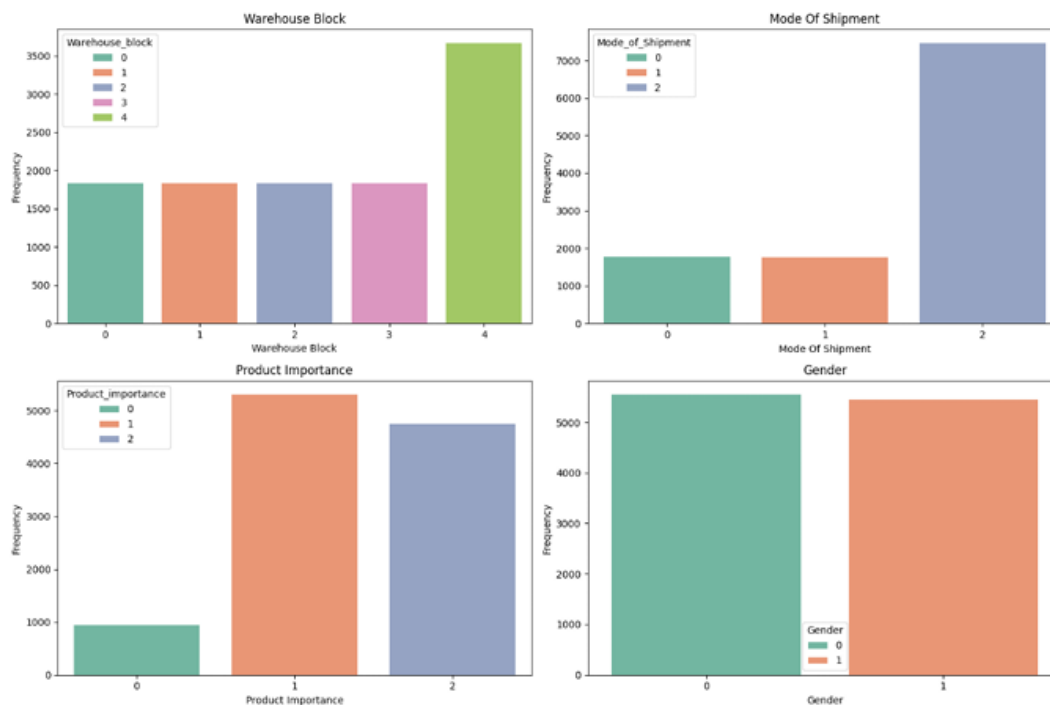 Warehouse Block
Warehouse_block
0
1
2
3
4
3500
3000
2500
2000
1500
1000
500
0
Frequency
0 1 2 3 4
Warehouse Block
Mode Of Shipment
Mode_of_Shipment
0
1
2
7000
6000
5000
4000
3000
2000
1000
0
Frequency
0 1 2
Mode Of Shipment
Product Importance
Product_importance
0
1
2
5000
4000
3000
2000
1000
0
Frequency
0 1 2
Product Importance
Gender
5000
4000
3000
2000
1000
0
Frequency
Gender
0
1
0 1
Gender